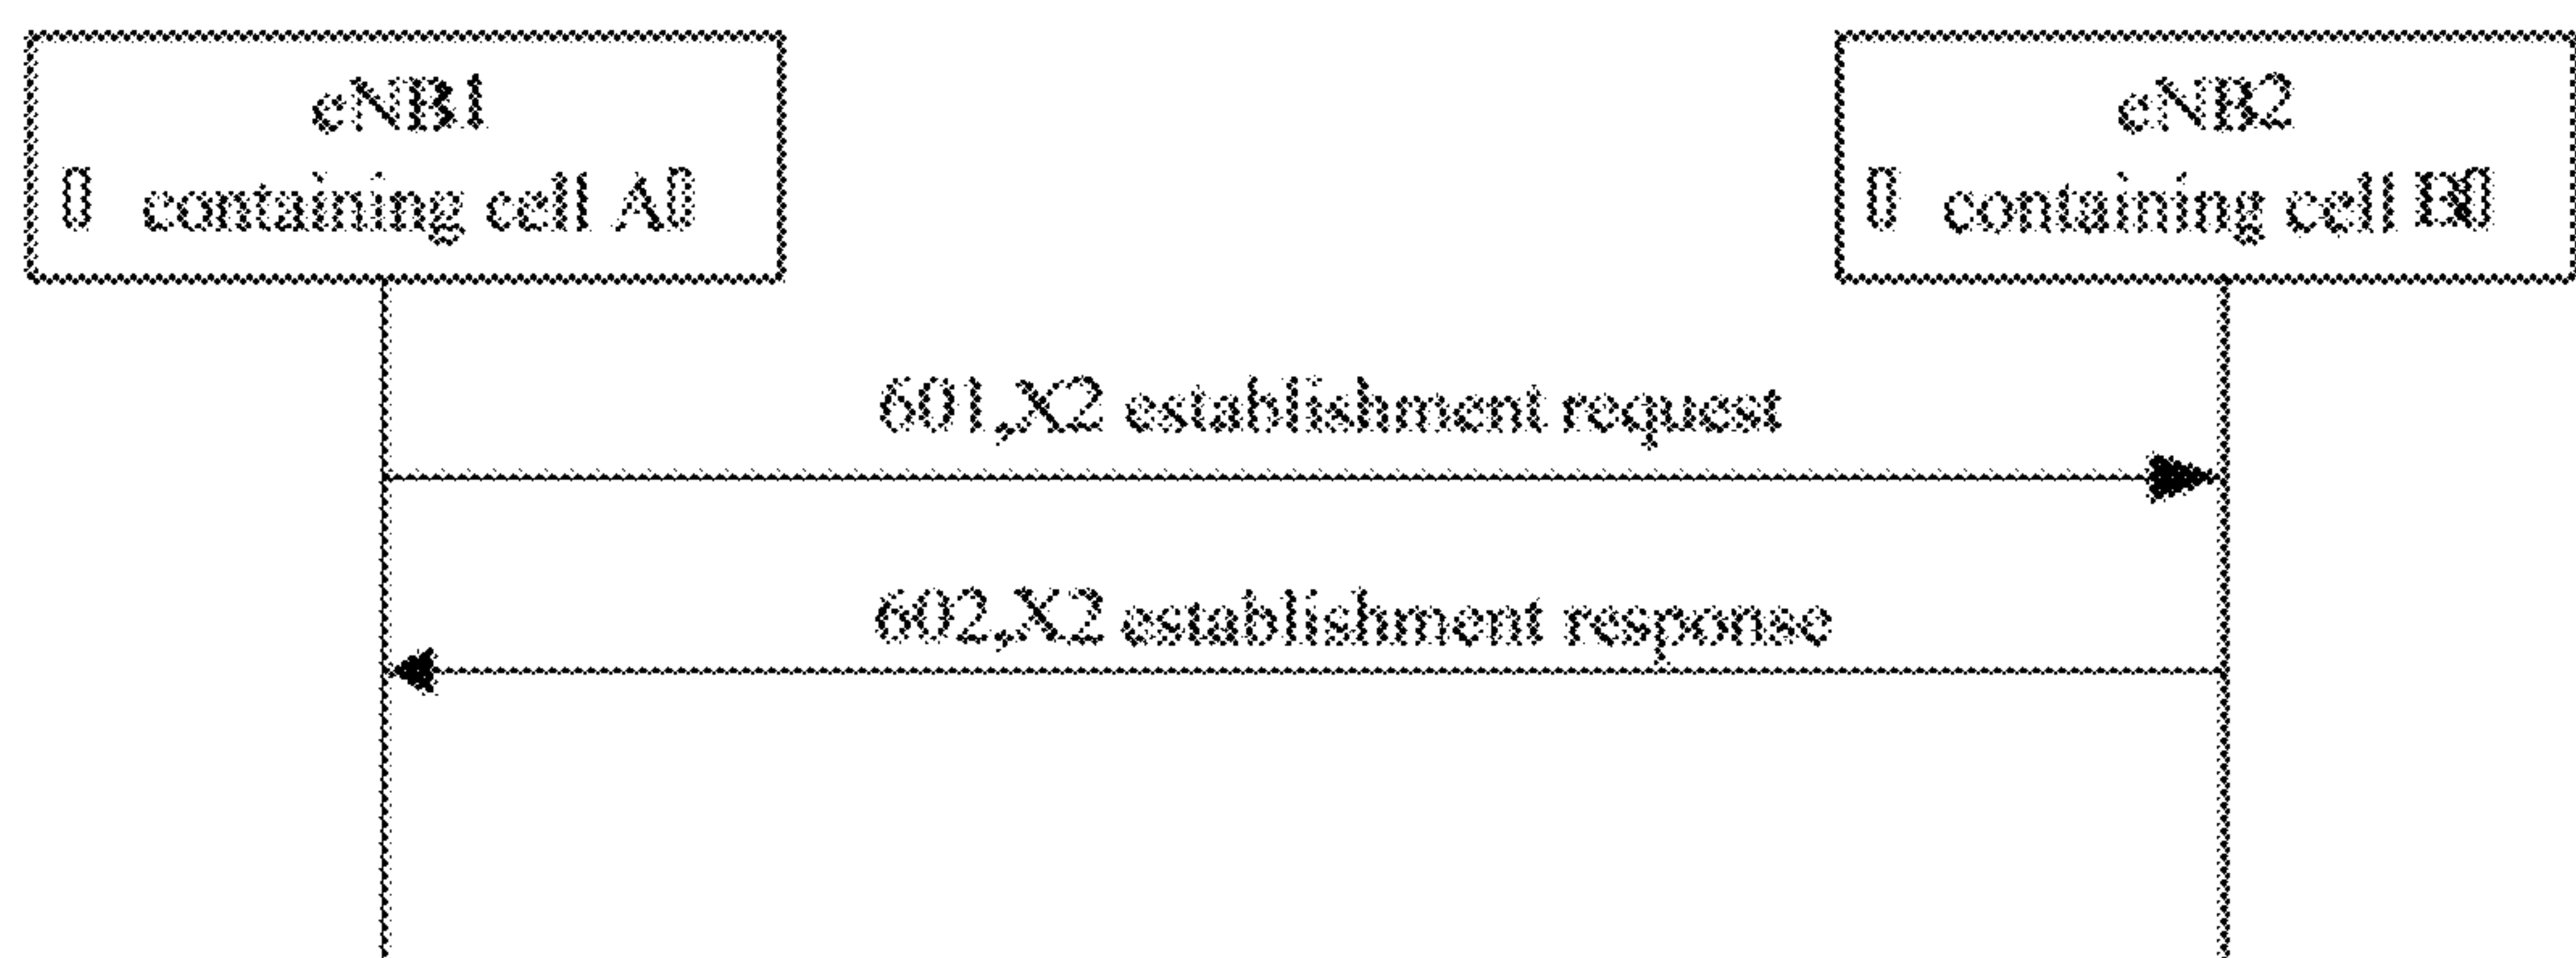 eNB1
▯ containing cell A▯
eNB2
▯ containing cell B▯
601,X2 establishment request
602,X2 establishment response